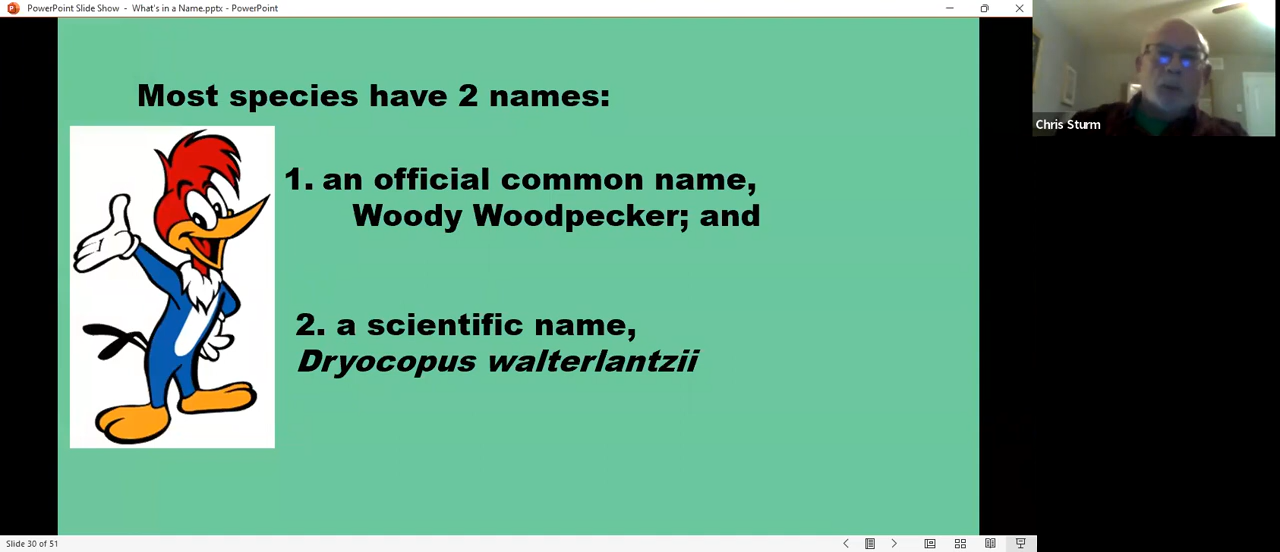 PowerPoint Slide Show - What's in a Name.pptx - PowerPoint
Most species have 2 names:
1. an official common name,
Woody Woodpecker; and
2. a scientific name,
Dryocopus walterlantzii
Chris Sturm
Slide 30 of 51